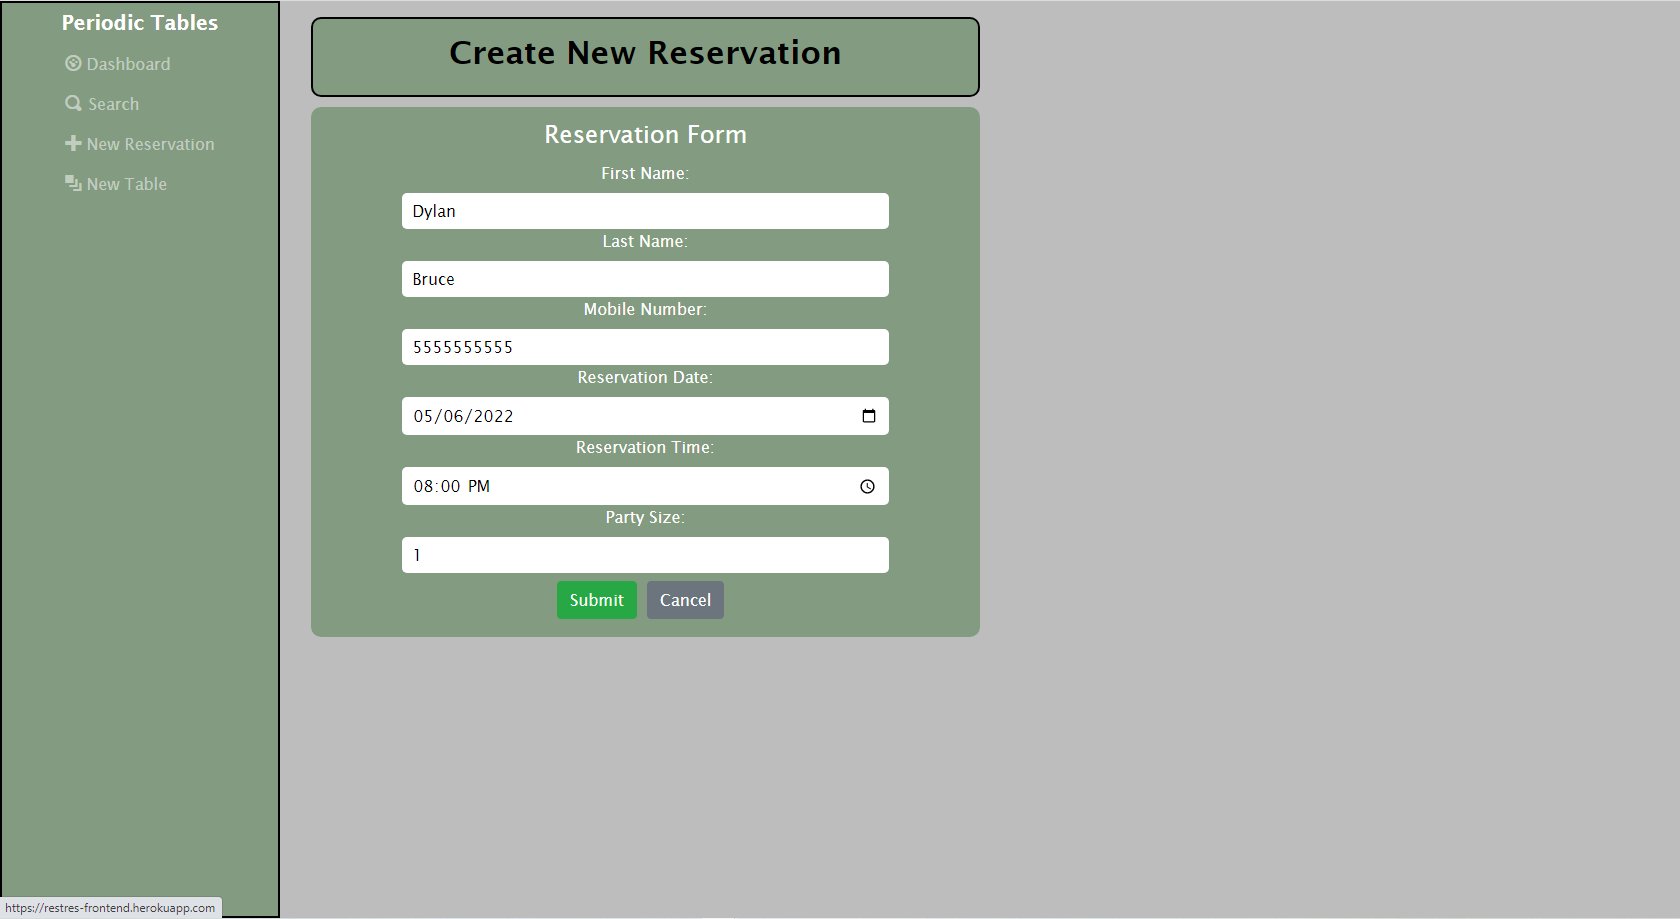 Periodic Tables
Dashboard
Search
New Reservation
New Table
Create New Reservation
Reservation Form
First Name:
Dylan
Last Name:
Bruce
Mobile Number:
5555555555
Reservation Date:
05/06/2022
Reservation Time:
08:00 PM
Party Size:
1
Submit Cancel
https://restres-frontend.herokuapp.com